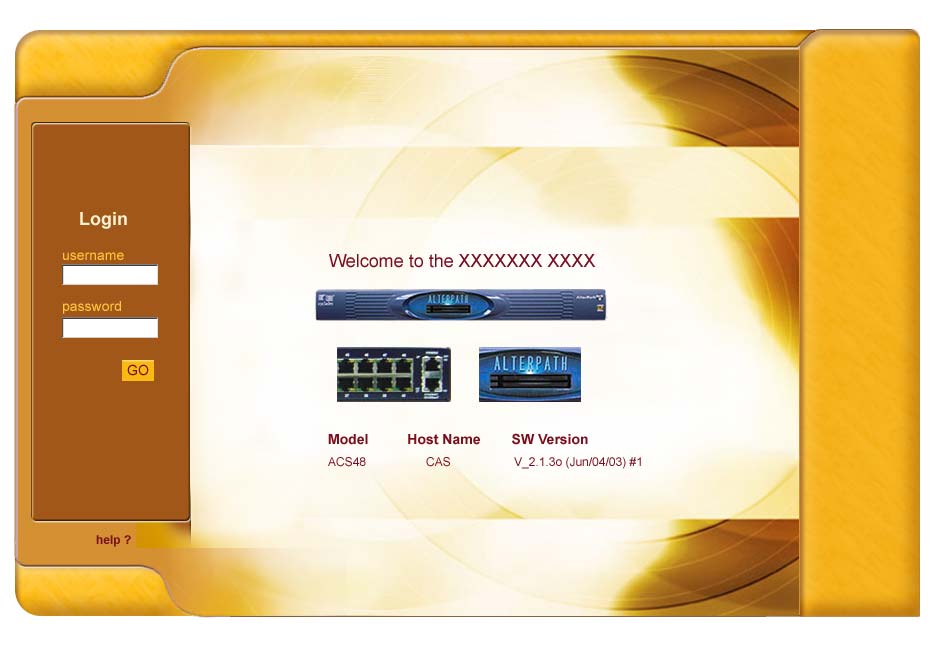 Login
username
password
GO
help ?
Welcome to the XXXXXXX XXXX
ALTERPATH
ALTERPATH
Model Host Name SW Version
ACS48 CAS V_2.1.3o (Jun/04/03) #1